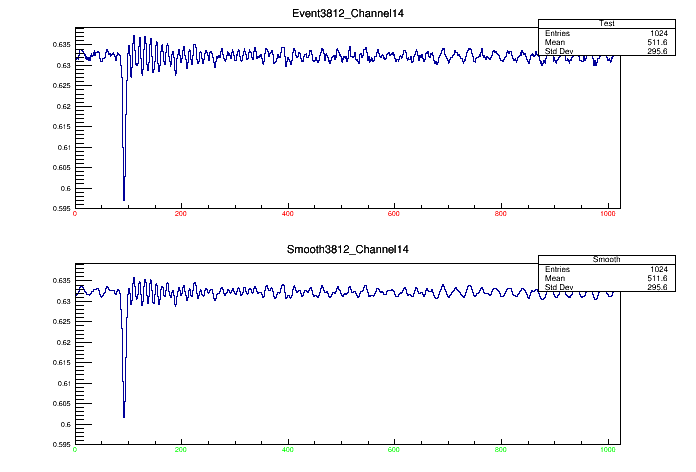 Event3812_Channel14
Test
Entries 1024
Mean 511.6
Std Dev 295.6
0.635
0.63
0.625
0.62
0.615
0.61
0.605
0.6
0.595
0 200 400 600 800 1000
Smooth3812_Channel14
Smooth
Entries 1024
Mean 511.6
Std Dev 295.6
0.635
0.63
0.625
0.62
0.615
0.61
0.605
0.6
0.595
0 200 400 600 800 1000